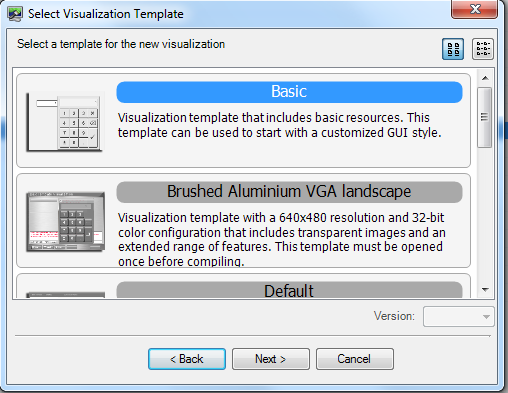 Select Visualization Template
Select a template for the new visualization
Basic
Visualization template that includes basic resources. This
template can be used to start with a customized GUI style.
Brushed Aluminium VGA landscape
Visualization template with a 640x480 resolution and 32-bit
color configuration that includes transparent images and an
extended range of features. This template must be opened
once before compiling.
Default
Version:
< Back
Next >
Cancel